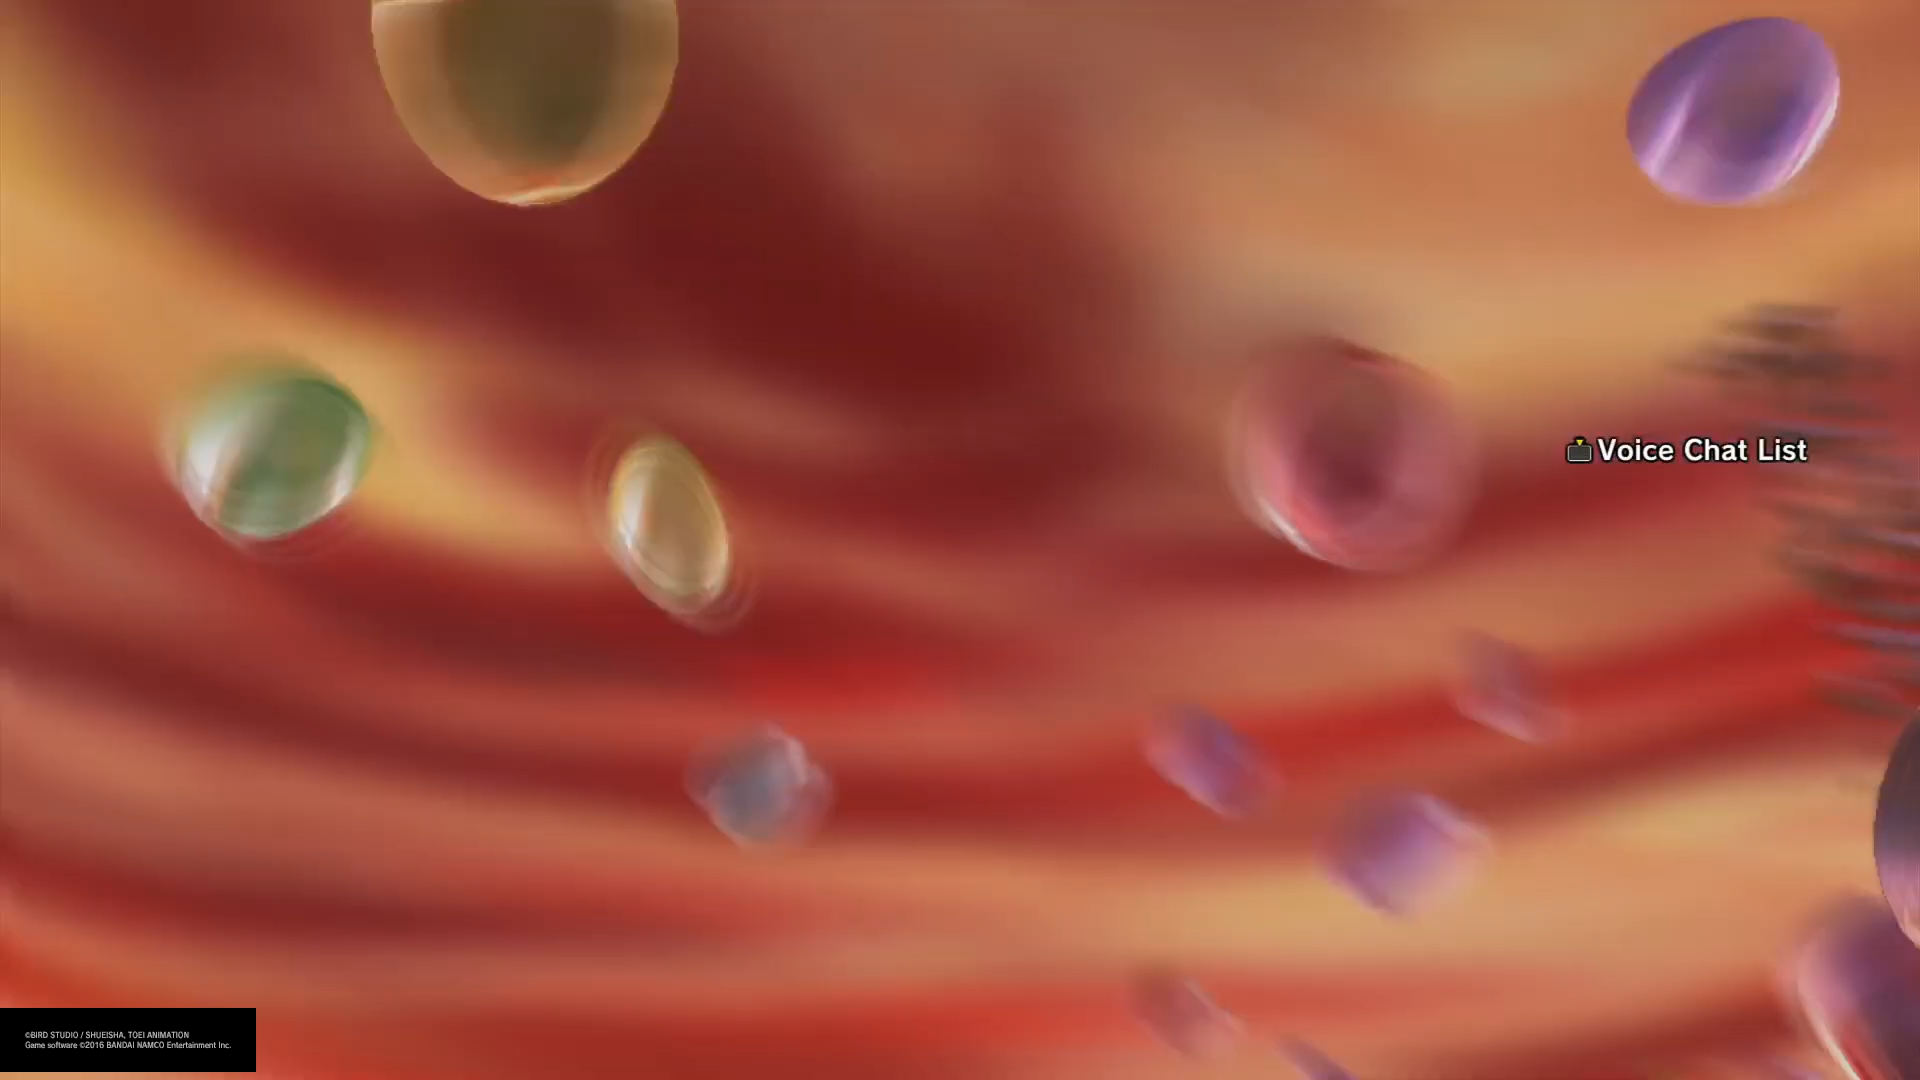 Voice Chat List
©BIRD STUDIO / SHUEISHA, TOEI ANIMATION
Game software ©2016 BANDAI NAMCO Entertainment Inc.